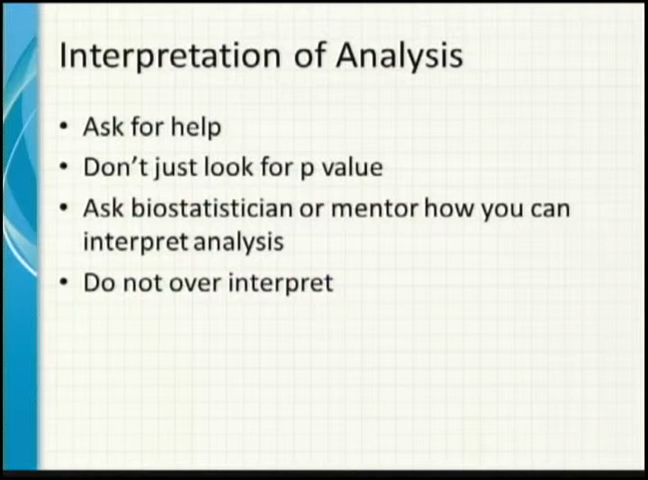 Interpretation of Analysis
• Ask for help
• Don't just look for p value
• Ask biostatistician or mentor how you can
interpret analysis
• Do not over interpret